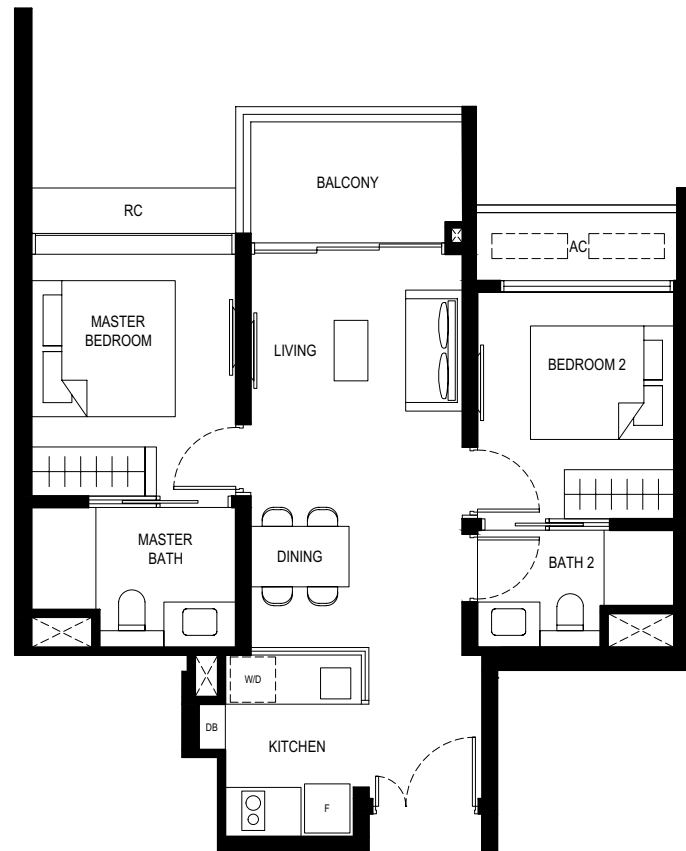 BALCONY
RC
AC
MASTER
BEDROOM
LIVING
BEDROOM 2
MASTER
BATH
DINING
BATH 2
W/D
DB
KITCHEN
F